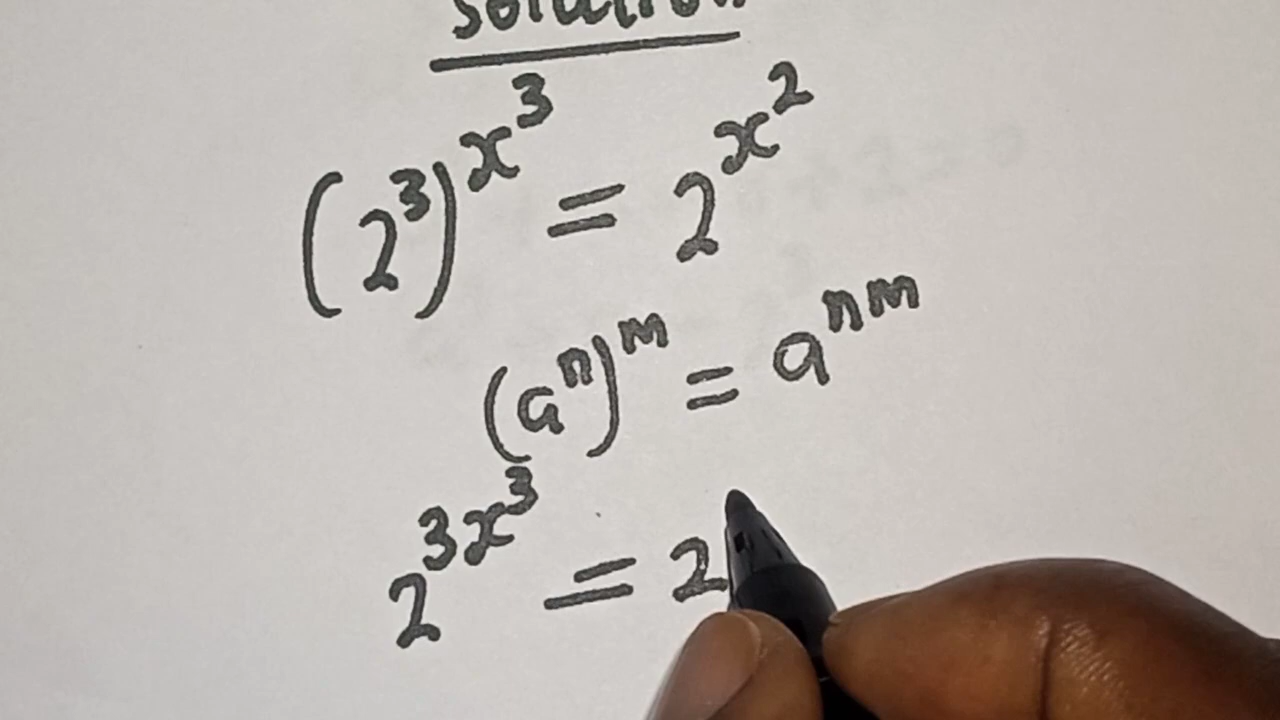 solution
(2³)^x³ = 2^x²
(aⁿ)^m = a^nm
2^3x³ = 2